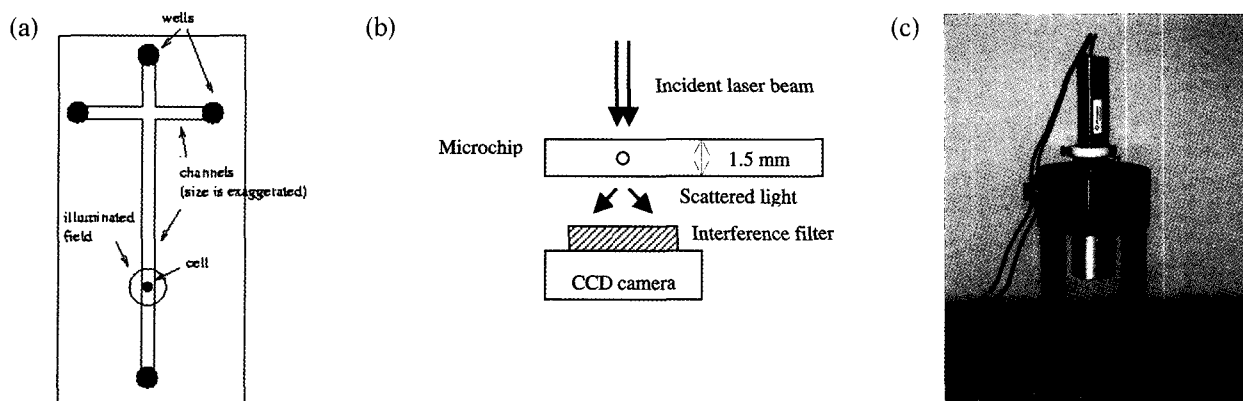 (a)
wells
channels
(size is exaggerated)
illuminated
field
cell
(b)
Incident laser beam
Microchip
1.5 mm
Scattered light
Interference filter
CCD camera
(c)